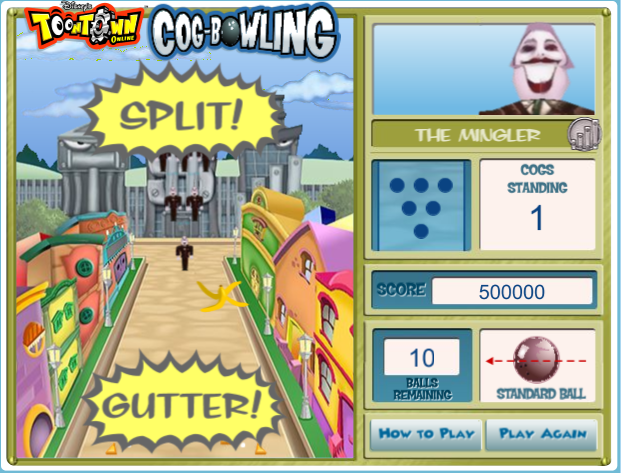 Disney's
TOONTOWN
ONLINE
COG-BOWLING
SPLIT!
THE MINGLER
COGS
STANDING
1
SCORE 500000
10
BALLS
REMAINING
STANDARD BALL
GUTTER!
HOW TO PLAY
PLAY AGAIN